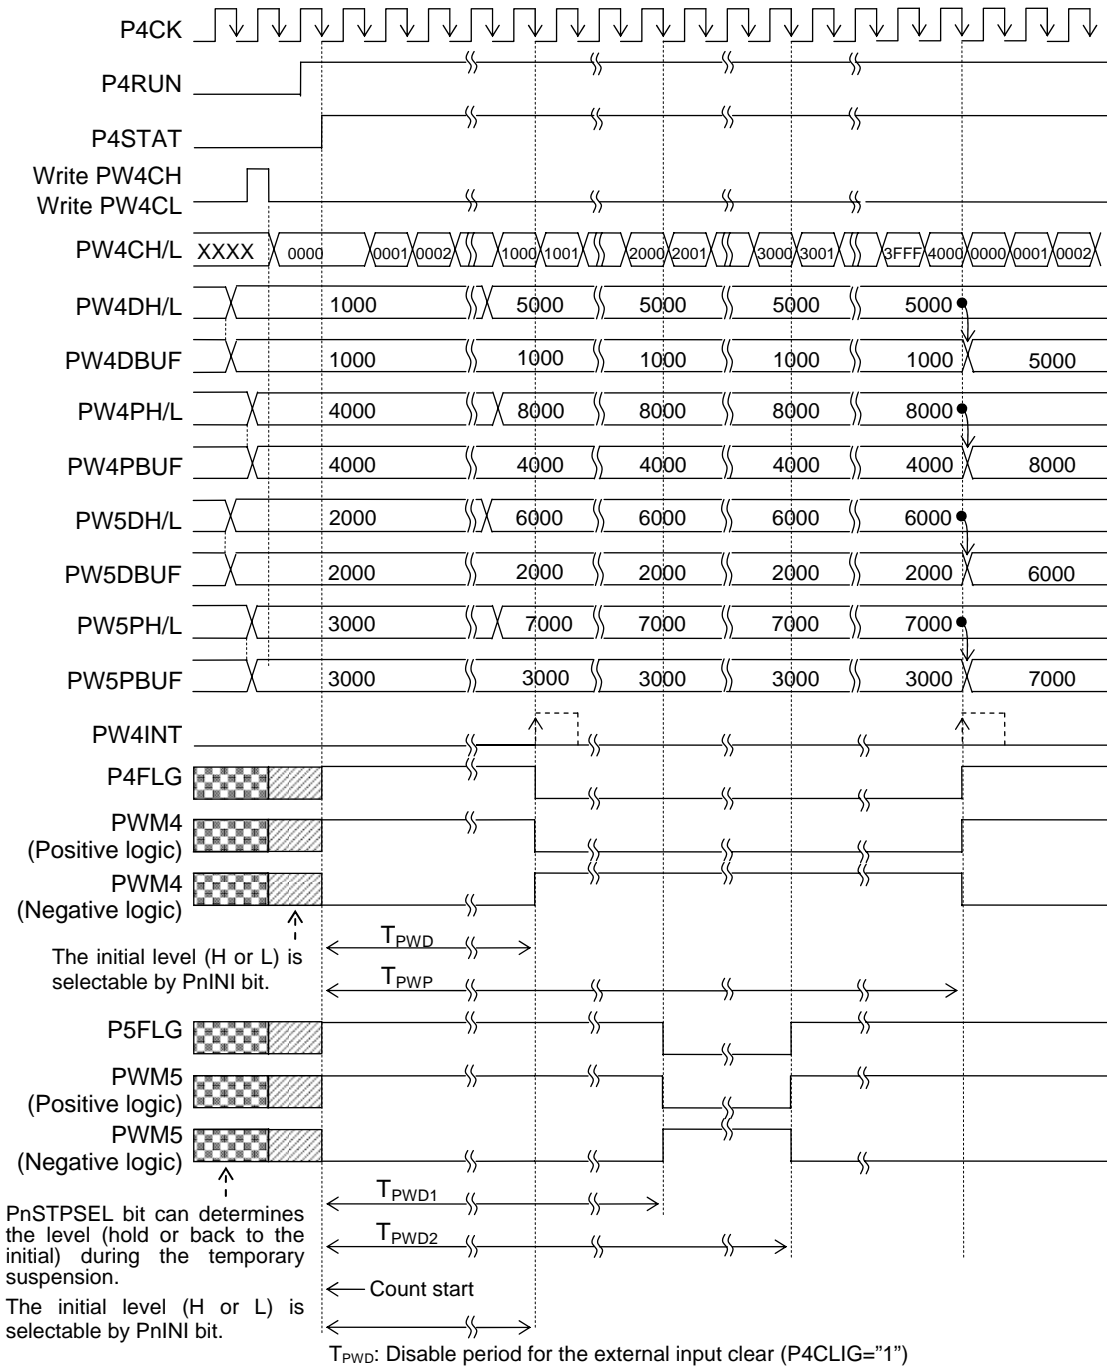 P4CK
P4RUN
P4STAT
Write PW4CH
Write PW4CL
PW4CH/L XXXX 0000 0001 0002 1000 1001 2000 2001 3000 3001 3FFF 4000 0000 0001 0002
PW4DH/L 1000 5000 5000 5000 5000
PW4DBUF 1000 1000 1000 1000 1000 5000
PW4PH/L 4000 8000 8000 8000 8000
PW4PBUF 4000 4000 4000 4000 4000 8000
PW5DH/L 2000 6000 6000 6000 6000
PW5DBUF 2000 2000 2000 2000 2000 6000
PW5PH/L 3000 7000 7000 7000 7000
PW5PBUF 3000 3000 3000 3000 3000 7000
PW4INT
P4FLG
PWM4
(Positive logic)
PWM4
(Negative logic)
TPWD
The initial level (H or L) is
selectable by PnINI bit.
TPWP
P5FLG
PWM5
(Positive logic)
PWM5
(Negative logic)
TPWD1
TPWD2
PnSTPSEL bit can determines
the level (hold or back to the
initial) during the temporary
suspension.
Count start
The initial level (H or L) is
selectable by PnINI bit.
TPWD: Disable period for the external input clear (P4CLIG="1")